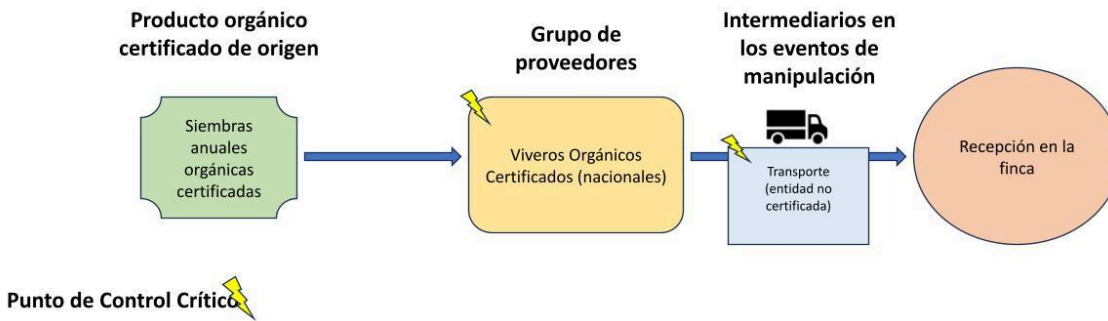 Producto orgánico
certificado de origen
Grupo de
proveedores
Intermediarios en
los eventos de
manipulación
Siembras
anuales
orgánicas
certificadas
Viveros Orgánicos
Certificados (nacionales)
Transporte
(entidad no
certificada)
Recepción en la
finca
Punto de Control Crítico